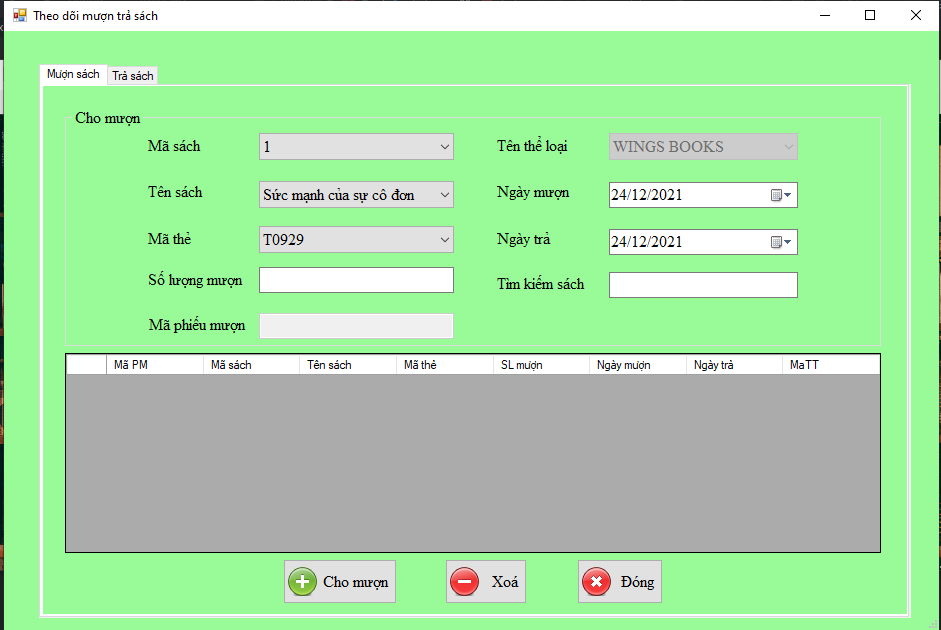 Theo dõi mượn trả sách
Mượn sách Trả sách
Cho mượn
Mã sách 1 Tên thể loại WINGS BOOKS
Tên sách Sức mạnh của sự cô đơn Ngày mượn 24/12/2021
Mã thẻ T0929 Ngày trả 24/12/2021
Số lượng mượn Tìm kiếm sách
Mã phiếu mượn
Mã PM Mã sách Tên sách Mã thẻ SL mượn Ngày mượn Ngày trả MaTT
Cho mượn Xoá Đóng